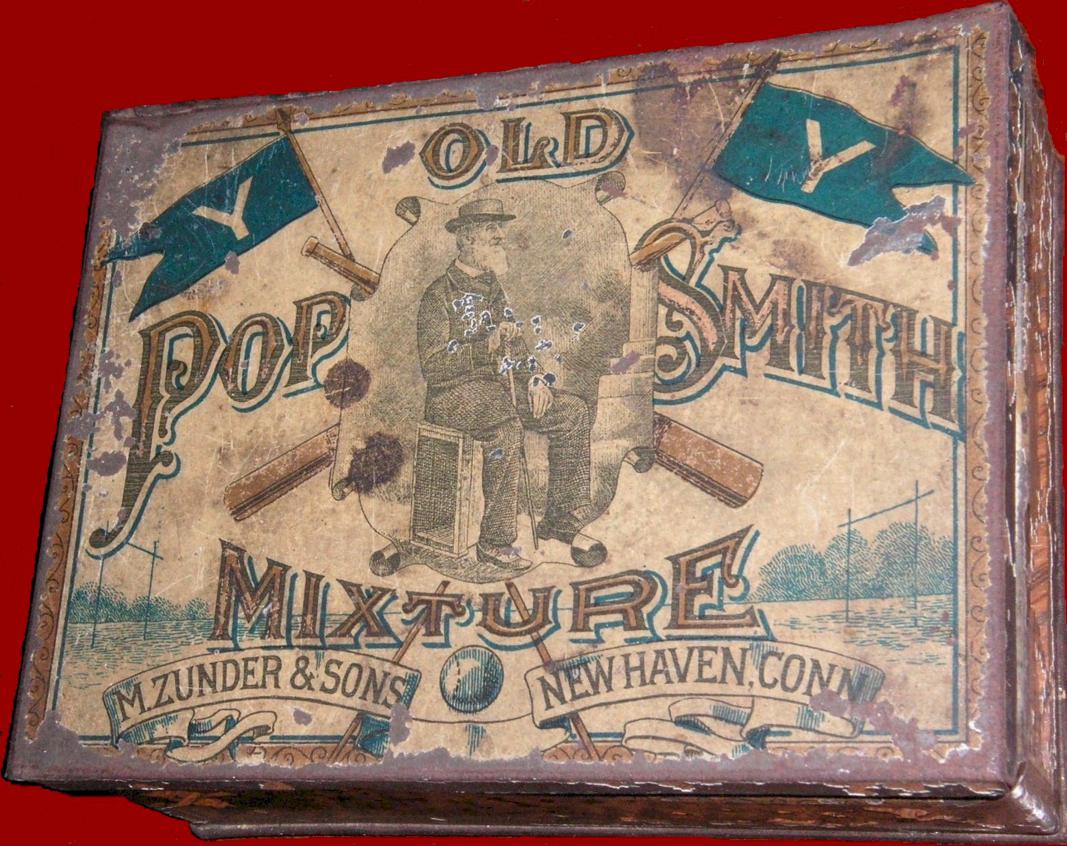 Y
Y
OLD
POP SMITH
MIXTURE
M. ZUNDER & SONS NEW HAVEN, CONN